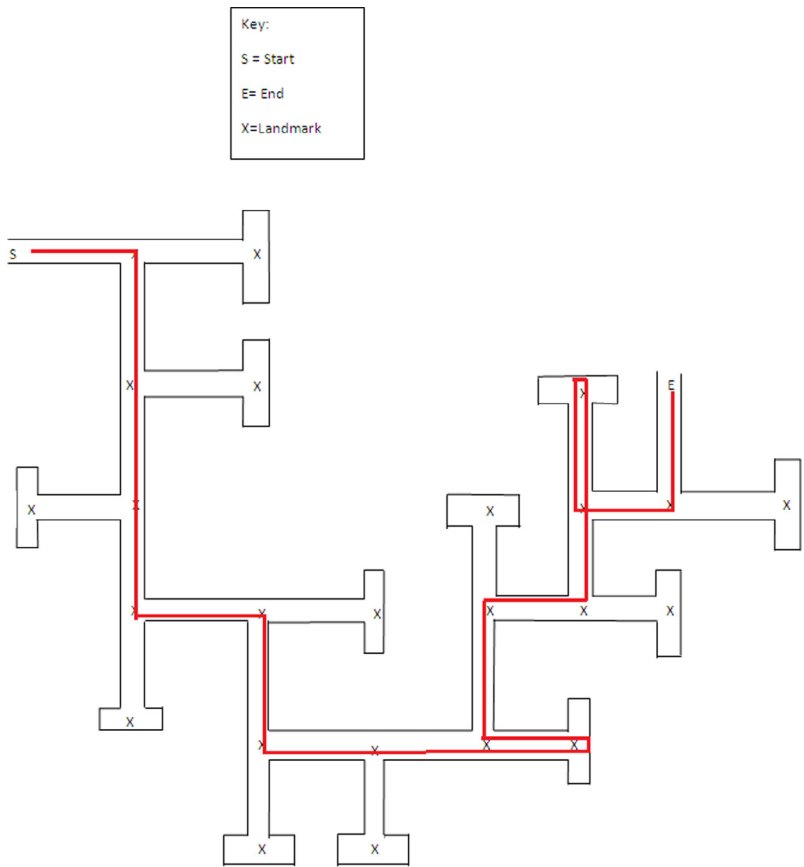 Key:
S = Start
E= End
X=Landmark
S X X
X X X E
X X X X X X
X X X X X X
X
X X X X
X X